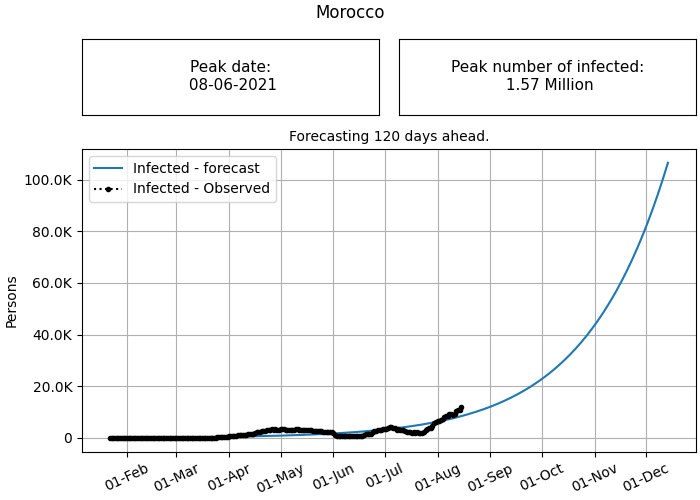 Morocco
Peak date:
08-06-2021
Peak number of infected:
1.57 Million
Forecasting 120 days ahead.
Infected - forecast
Infected - Observed
Persons
100.0K
80.0K
60.0K
40.0K
20.0K
0
01-Feb
01-Mar
01-Apr
01-May
01-Jun
01-Jul
01-Aug
01-Sep
01-Oct
01-Nov
01-Dec